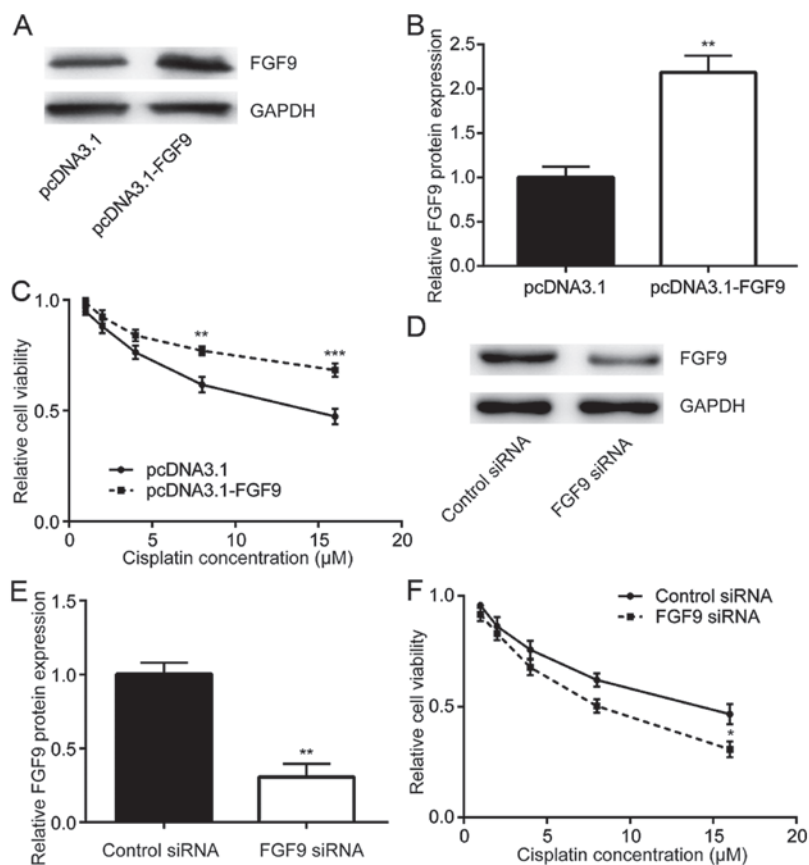 A
FGF9
GAPDH
pcDNA3.1
pcDNA3.1-FGF9
B
Relative FGF9 protein expression
2.5
2.0
1.5
1.0
0.5
0.0
**
pcDNA3.1
pcDNA3.1-FGF9
C
Relative cell viability
1.0
0.5
0.0
**
***
pcDNA3.1
pcDNA3.1-FGF9
0 5 10 15 20
Cisplatin concentration (µM)
D
FGF9
GAPDH
Control siRNA
FGF9 siRNA
E
Relative FGF9 protein expression
1.5
1.0
0.5
0.0
**
Control siRNA
FGF9 siRNA
F
Relative cell viability
1.0
0.5
0.0
Control siRNA
FGF9 siRNA
*
0 5 10 15 20
Cisplatin concentration (µM)